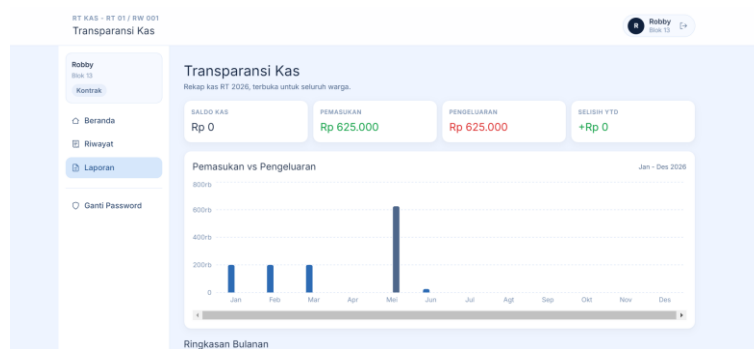 RT KAS - RT 01 / RW 001
Transparansi Kas
R
Robby
Blok 13
Robby
Blok 13
Kontrak
Beranda
Riwayat
Laporan
Ganti Password
Transparansi Kas
Rekap kas RT 2026, terbuka untuk seluruh warga.
SALDO KAS
Rp 0
PEMASUKAN
Rp 625.000
PENGELUARAN
Rp 625.000
SELISIH YTD
+Rp 0
Pemasukan vs Pengeluaran
Jan - Des 2026
800rb
600rb
400rb
200rb
0
Jan Feb Mar Apr Mei Jun Jul Agt Sep Okt Nov Des
Ringkasan Bulanan